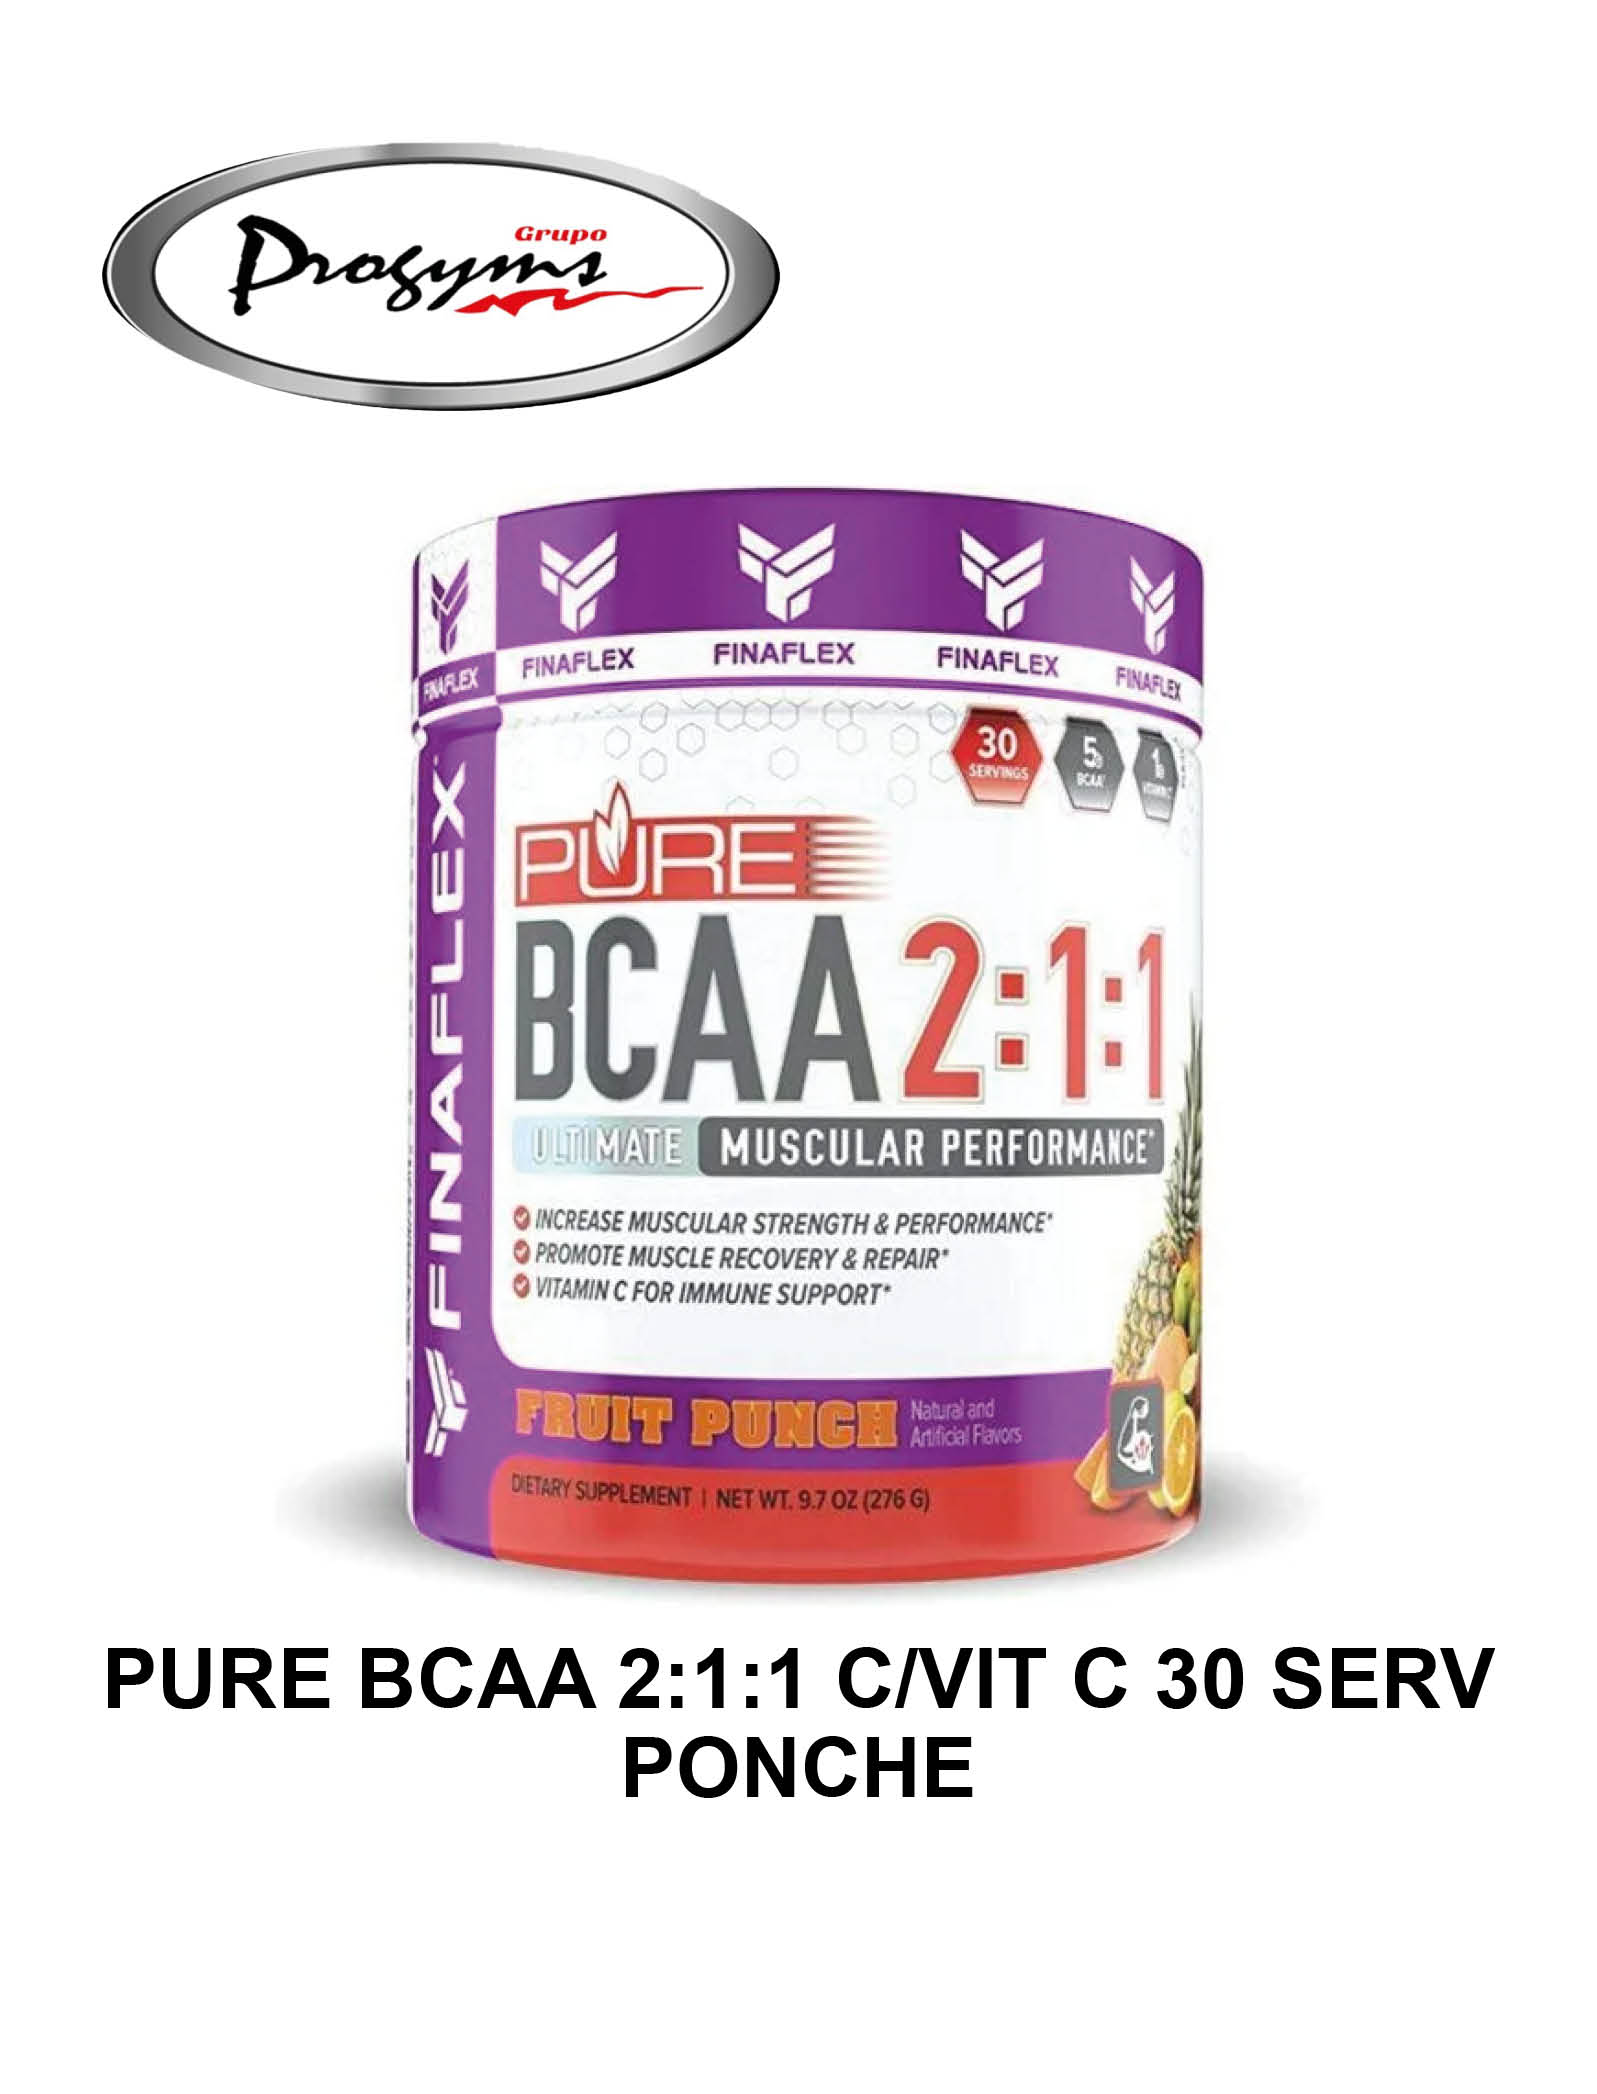 Grupo
Progyms
FINAFLEX
FINAFLEX
FINAFLEX
FINAFLEX
FINAFLEX
FINAFLEX
30
SERVINGS
5g
BCAA
1g
VITAMIN C
PURE
BCAA 2:1:1
ULTIMATE MUSCULAR PERFORMANCE*
INCREASE MUSCULAR STRENGTH & PERFORMANCE*
PROMOTE MUSCLE RECOVERY & REPAIR*
VITAMIN C FOR IMMUNE SUPPORT*
FRUIT PUNCH
Natural and
Artificial Flavors
DIETARY SUPPLEMENT | NET WT. 9.7 OZ (276 G)
PURE BCAA 2:1:1 C/VIT C 30 SERV
PONCHE